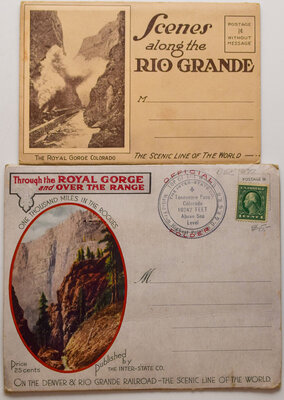 Scenes
along the
RIO GRANDE
POSTAGE
1¢
WITHOUT
MESSAGE
M
THE ROYAL GORGE COLORADO
THE SCENIC LINE OF THE WORLD
Through the ROYAL GORGE
and OVER THE RANGE
ONE THOUSAND MILES IN THE ROCKIES
OFFICIAL
Tennessee Pass
Colorado
10242 FEET
Above Sea
Level
POSTAGE
M
Price
25 cents
published
by
THE INTER-STATE CO.
ON THE DENVER & RIO GRANDE RAILROAD—THE SCENIC LINE OF THE WORLD